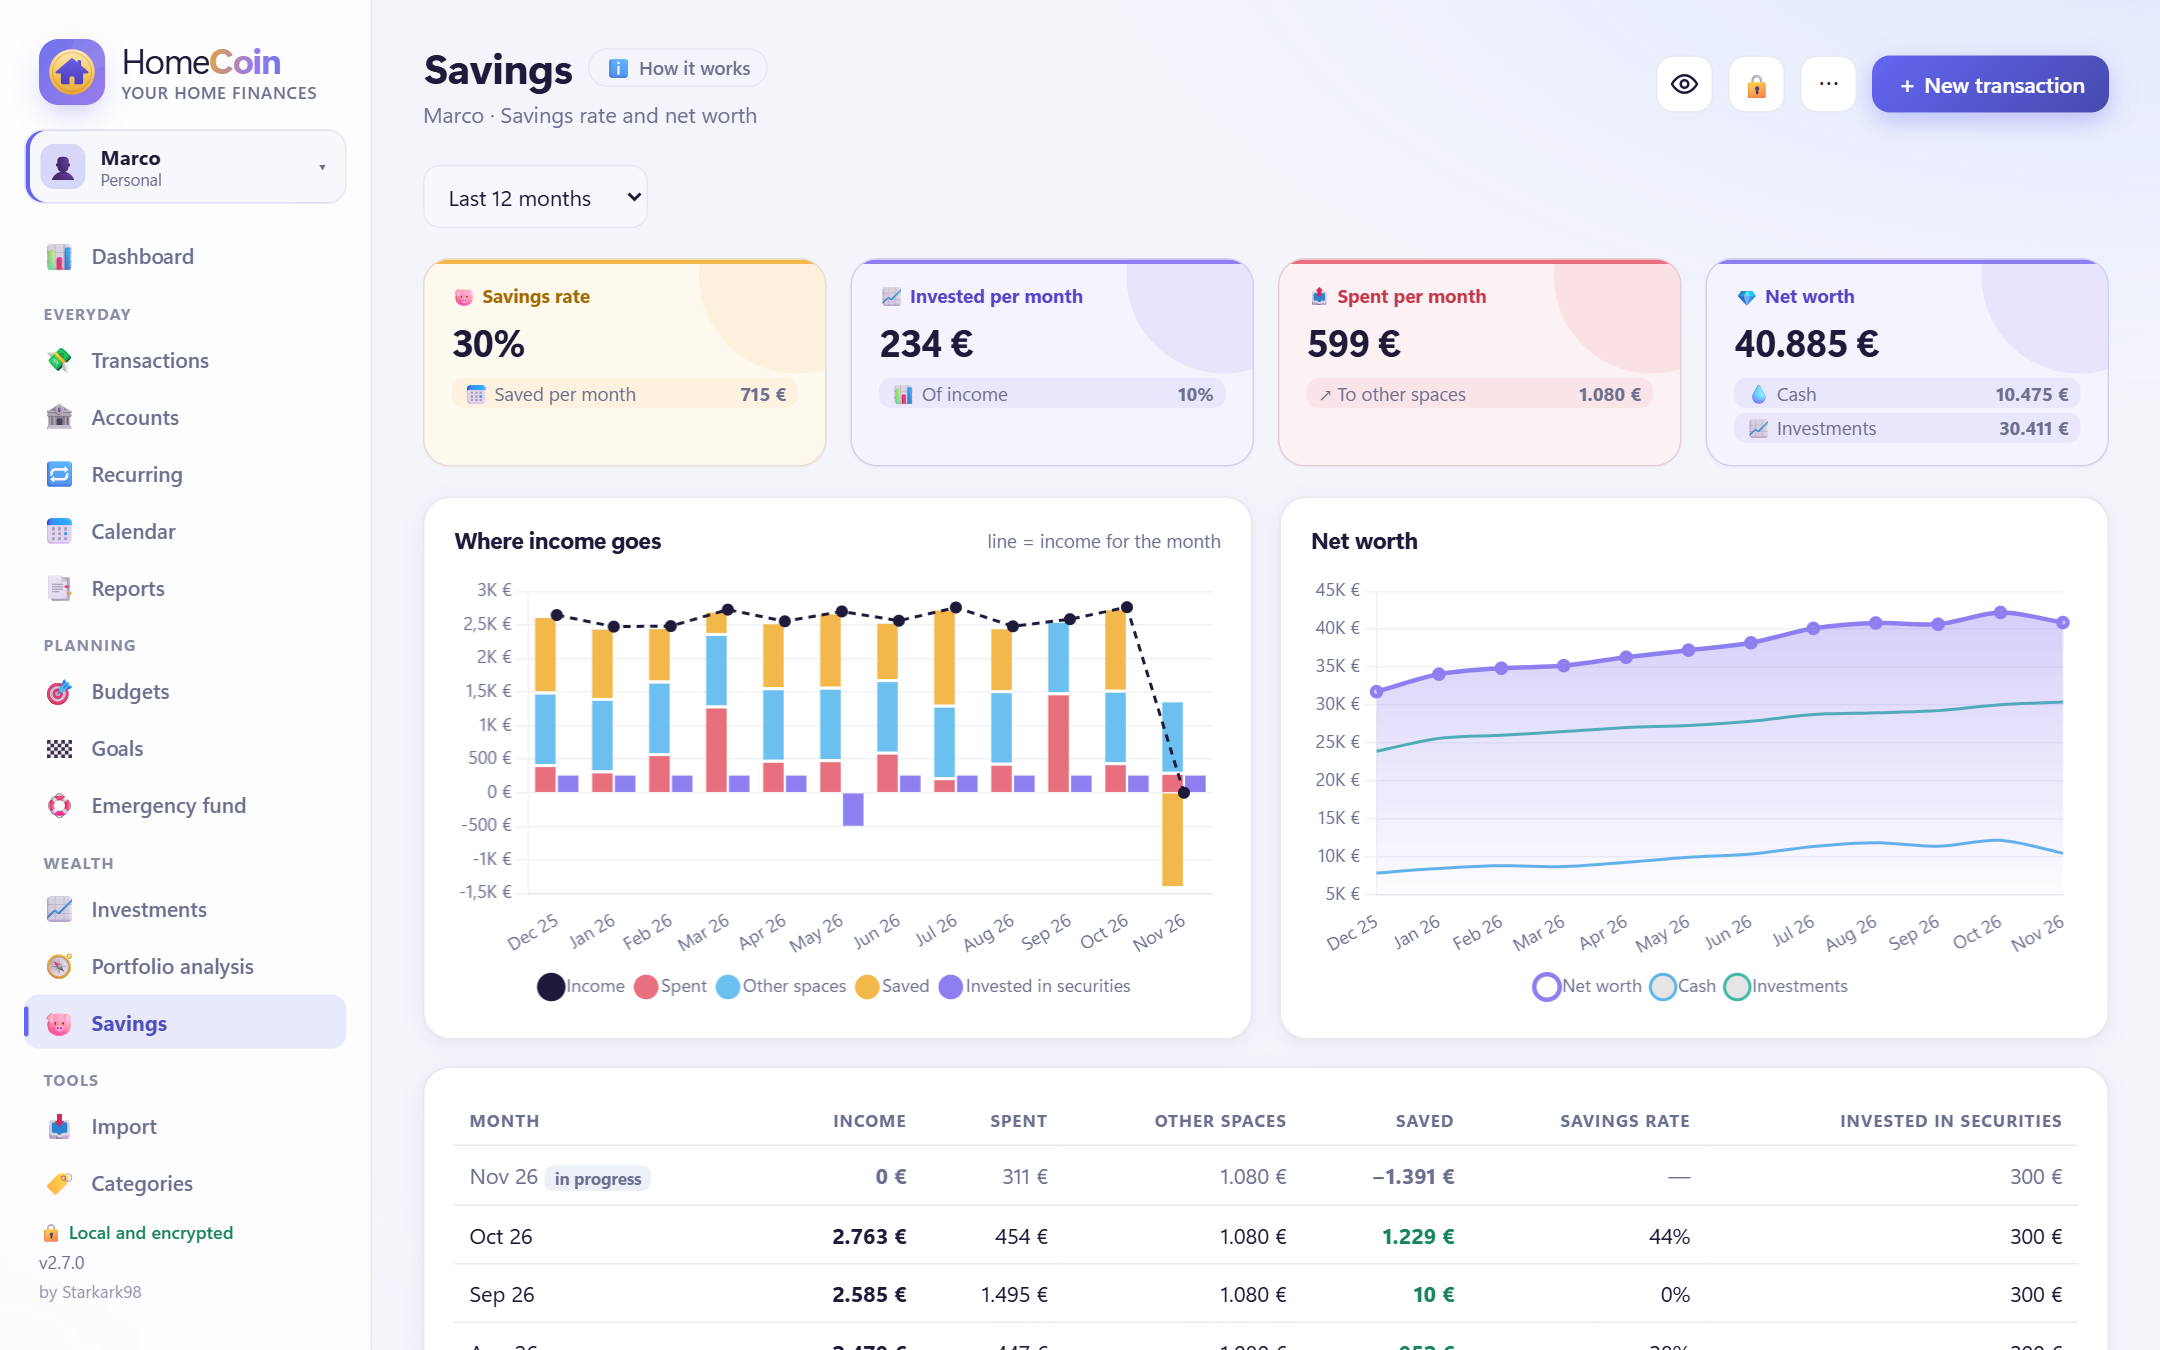 HomeCoin
YOUR HOME FINANCES
Marco
Personal
Dashboard
EVERYDAY
Transactions
Accounts
Recurring
Calendar
Reports
PLANNING
Budgets
Goals
Emergency fund
WEALTH
Investments
Portfolio analysis
Savings
TOOLS
Import
Categories
Local and encrypted
v2.7.0
by Starkark98
Savings
How it works
Marco · Savings rate and net worth
+ New transaction
Last 12 months
Savings rate
30%
Saved per month 715 €
Invested per month
234 €
Of income 10%
Spent per month
599 €
↗ To other spaces 1.080 €
Net worth
40.885 €
Cash 10.475 €
Investments 30.411 €
Where income goes
line = income for the month
3K €
2,5K €
2K €
1,5K €
1K €
500 €
0 €
-500 €
-1K €
-1,5K €
Dec 25 Jan 26 Feb 26 Mar 26 Apr 26 May 26 Jun 26 Jul 26 Aug 26 Sep 26 Oct 26 Nov 26
Income Spent Other spaces Saved Invested in securities
Net worth
45K €
40K €
35K €
30K €
25K €
20K €
15K €
10K €
5K €
Dec 25 Jan 26 Feb 26 Mar 26 Apr 26 May 26 Jun 26 Jul 26 Aug 26 Sep 26 Oct 26 Nov 26
Net worth Cash Investments
MONTH INCOME SPENT OTHER SPACES SAVED SAVINGS RATE INVESTED IN SECURITIES
Nov 26 in progress 0 € 311 € 1.080 € −1.391 € — 300 €
Oct 26 2.763 € 454 € 1.080 € 1.229 € 44% 300 €
Sep 26 2.585 € 1.495 € 1.080 € 10 € 0% 300 €